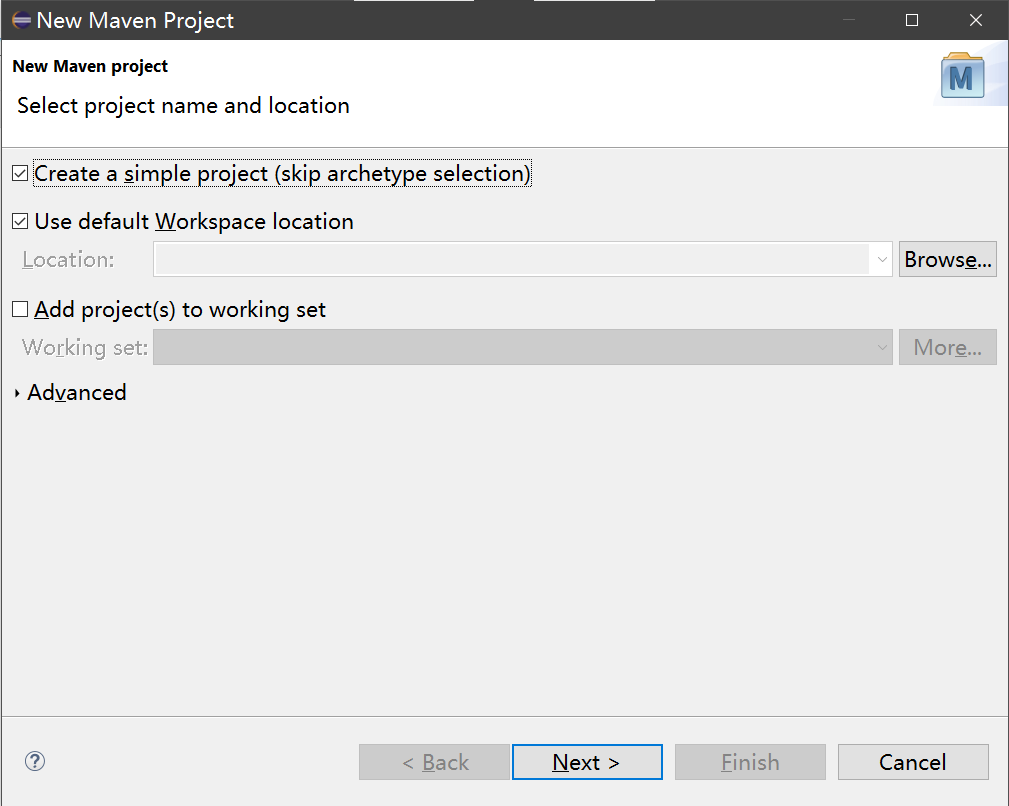 New Maven Project
New Maven project
M
Select project name and location
Create a simple project (skip archetype selection)
Use default Workspace location
Location:
Browse...
Add project(s) to working set
Working set:
More...
Advanced
?
< Back
Next >
Finish
Cancel